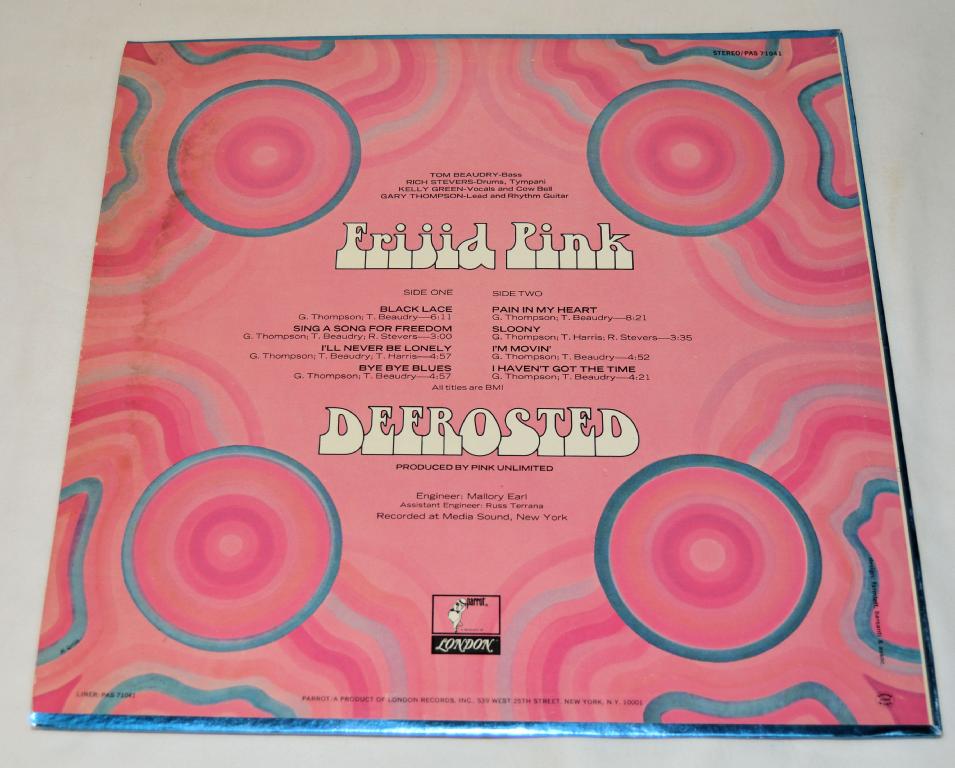 STEREO/PAS 71041
TOM BEAUDRY-Bass
RICH STEVERS-Drums, Tympani
KELLY GREEN-Vocals and Cow Bell
GARY THOMPSON-Lead and Rhythm Guitar
Frijid Pink
SIDE ONE
BLACK LACE
G. Thompson; T. Beaudry—6:11
SING A SONG FOR FREEDOM
G. Thompson; T. Beaudry; R. Stevers—3:00
I'LL NEVER BE LONELY
G. Thompson; T. Beaudry; T. Harris—4:57
BYE BYE BLUES
G. Thompson; T. Beaudry—4:57
SIDE TWO
PAIN IN MY HEART
G. Thompson; T. Beaudry—8:21
SLOONY
G. Thompson; T. Harris; R. Stevers—3:35
I'M MOVIN'
G. Thompson; T. Beaudry—4:52
I HAVEN'T GOT THE TIME
G. Thompson; T. Beaudry—4:21
All titles are BMI
DEFROSTED
PRODUCED BY PINK UNLIMITED
Engineer: Mallory Earl
Assistant Engineer: Russ Terrana
Recorded at Media Sound, New York
parrot
LONDON
LINER: PAS 71041
PARROT/A PRODUCT OF LONDON RECORDS, INC., 539 WEST 25TH STREET, NEW YORK, N.Y. 10001